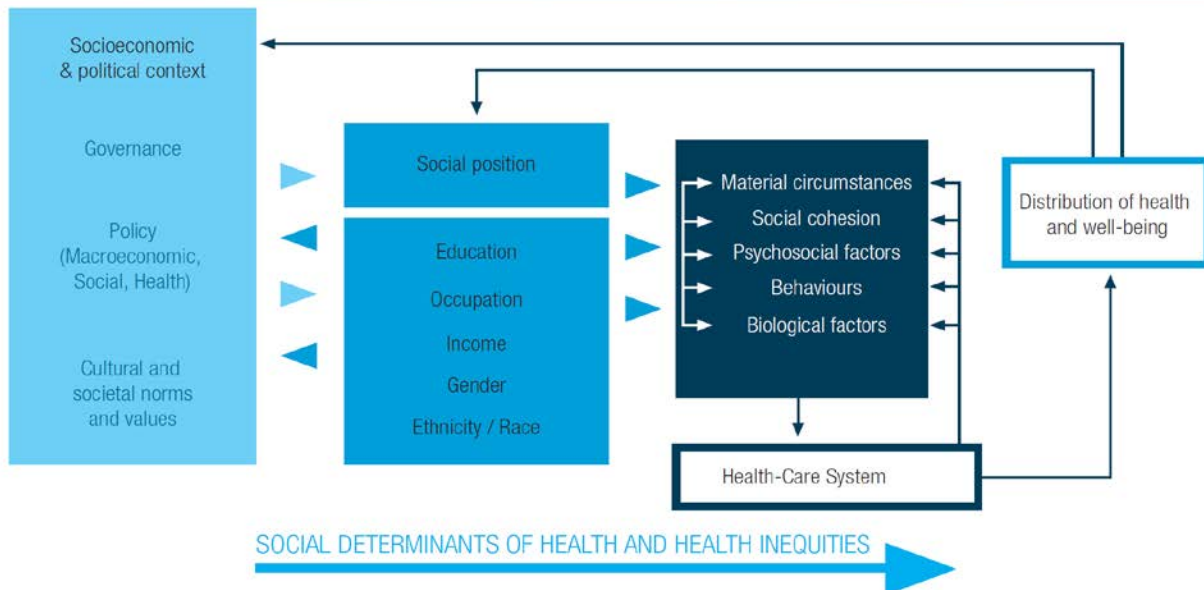 Socioeconomic
& political context
Governance
Policy
(Macroeconomic,
Social, Health)
Cultural and
societal norms
and values
Social position
Education
Occupation
Income
Gender
Ethnicity / Race
Material circumstances
Social cohesion
Psychosocial factors
Behaviours
Biological factors
Health-Care System
Distribution of health
and well-being
SOCIAL DETERMINANTS OF HEALTH AND HEALTH INEQUITIES